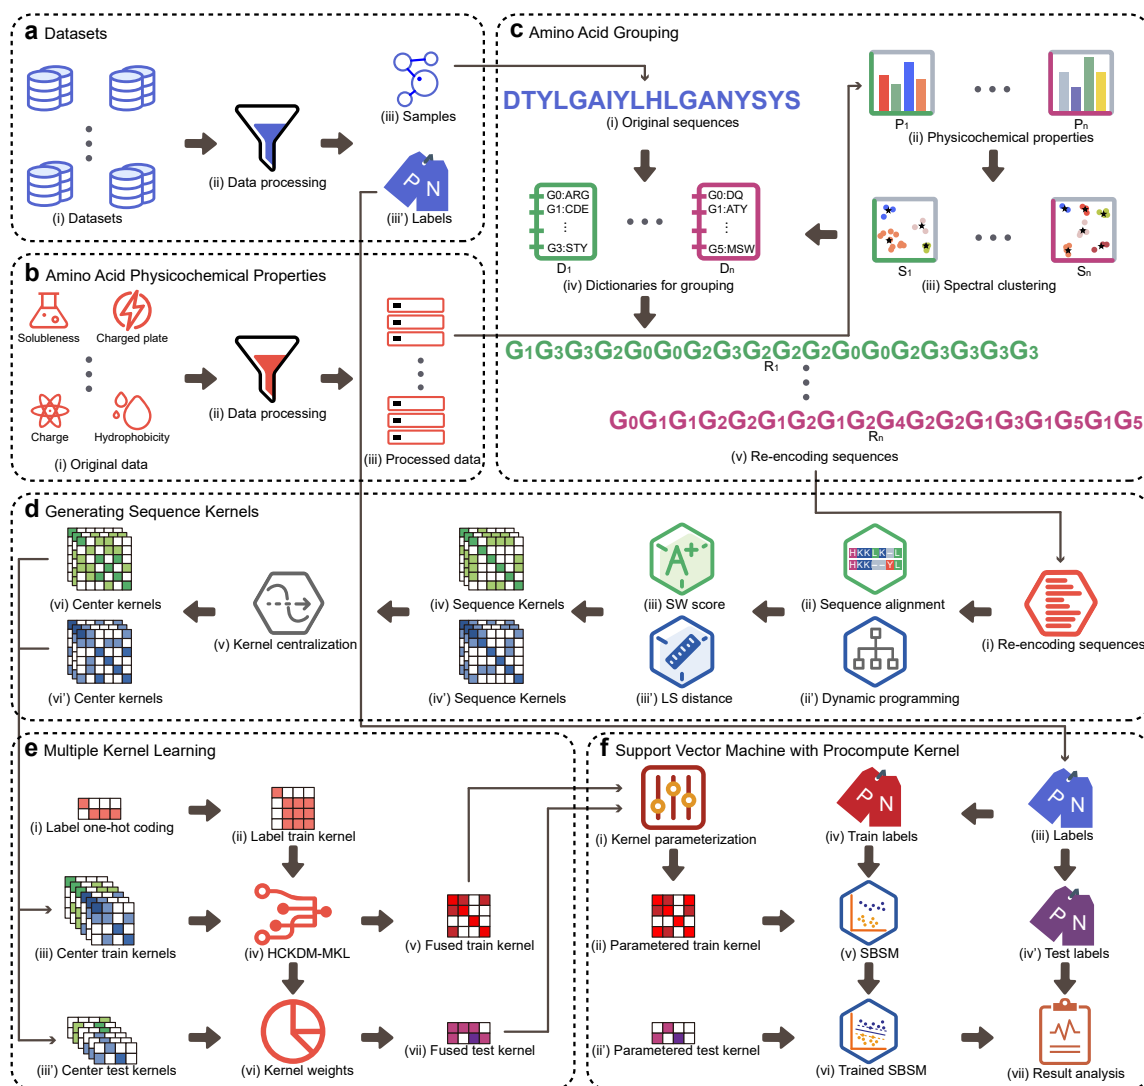 a Datasets
(i) Datasets
(ii) Data processing
(iii) Samples
P N
(iii') Labels
b Amino Acid Physicochemical Properties
Solubleness
Charged plate
Charge
Hydrophobicity
(i) Original data
(ii) Data processing
(iii) Processed data
c Amino Acid Grouping
DTYLGAIYLHLGANYSYS
(i) Original sequences
P1
Pn
(ii) Physicochemical properties
G0:ARG
G1:CDE
⋮
G3:STY
D1
G0:DQ
G1:ATY
⋮
G5:MSW
Dn
(iv) Dictionaries for grouping
S1
Sn
(iii) Spectral clustering
G1G3G3G2G0G0G2G3G2G2G2G0G0G2G3G3G3G3
R1
G0G1G1G2G2G1G2G1G2G4G2G2G1G3G1G5G1G5
Rn
(v) Re-encoding sequences
d Generating Sequence Kernels
(vi) Center kernels
(vi') Center kernels
(v) Kernel centralization
(iv) Sequence Kernels
(iv') Sequence Kernels
A+
(iii) SW score
(iii') LS distance
HKKLK-L
HKK--YL
(ii) Sequence alignment
(ii') Dynamic programming
(i) Re-encoding sequences
e Multiple Kernel Learning
(i) Label one-hot coding
(ii) Label train kernel
(iii) Center train kernels
(iv) HCKDM-MKL
(v) Fused train kernel
(iii') Center test kernels
(vi) Kernel weights
(vii) Fused test kernel
f Support Vector Machine with Procompute Kernel
(i) Kernel parameterization
P N
(iv) Train labels
P N
(iii) Labels
(ii) Parametered train kernel
(v) SBSM
P N
(iv') Test labels
(ii') Parametered test kernel
(vi) Trained SBSM
(vii) Result analysis